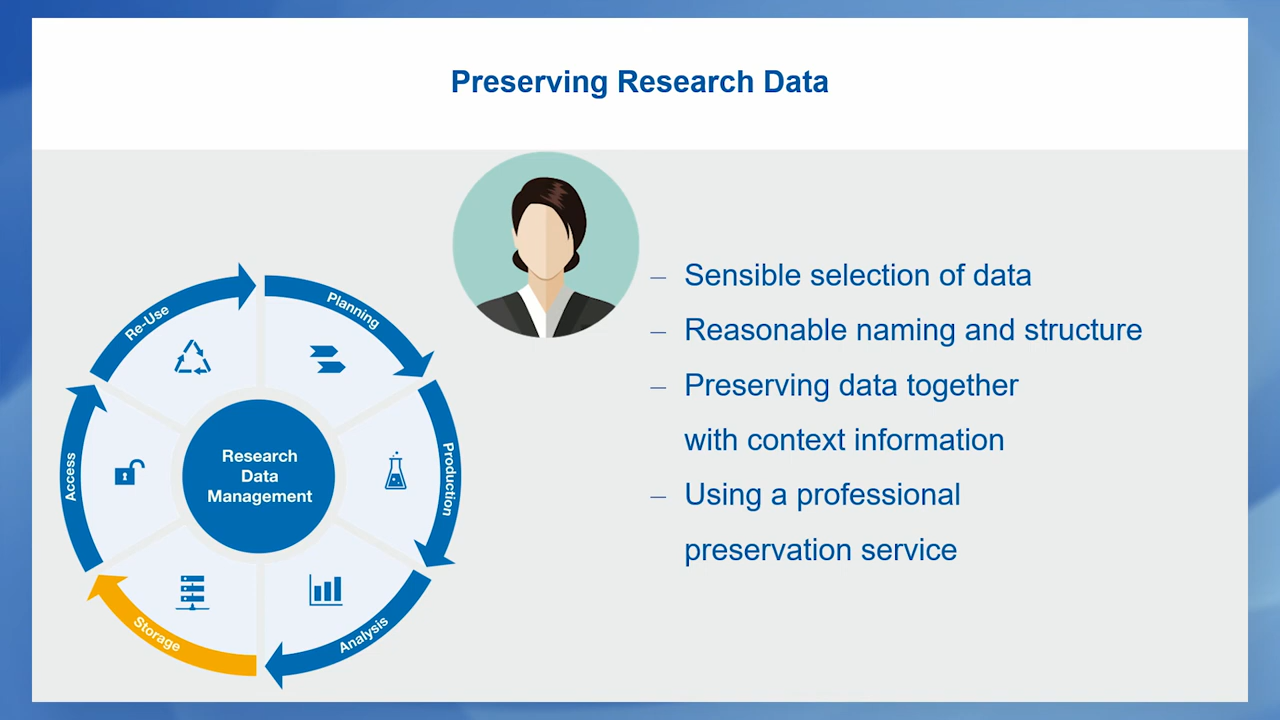 Preserving Research Data
– Sensible selection of data
– Reasonable naming and structure
– Preserving data together
with context information
– Using a professional
preservation service
Re-Use
Planning
Access
Production
Research
Data
Management
Storage
Analysis